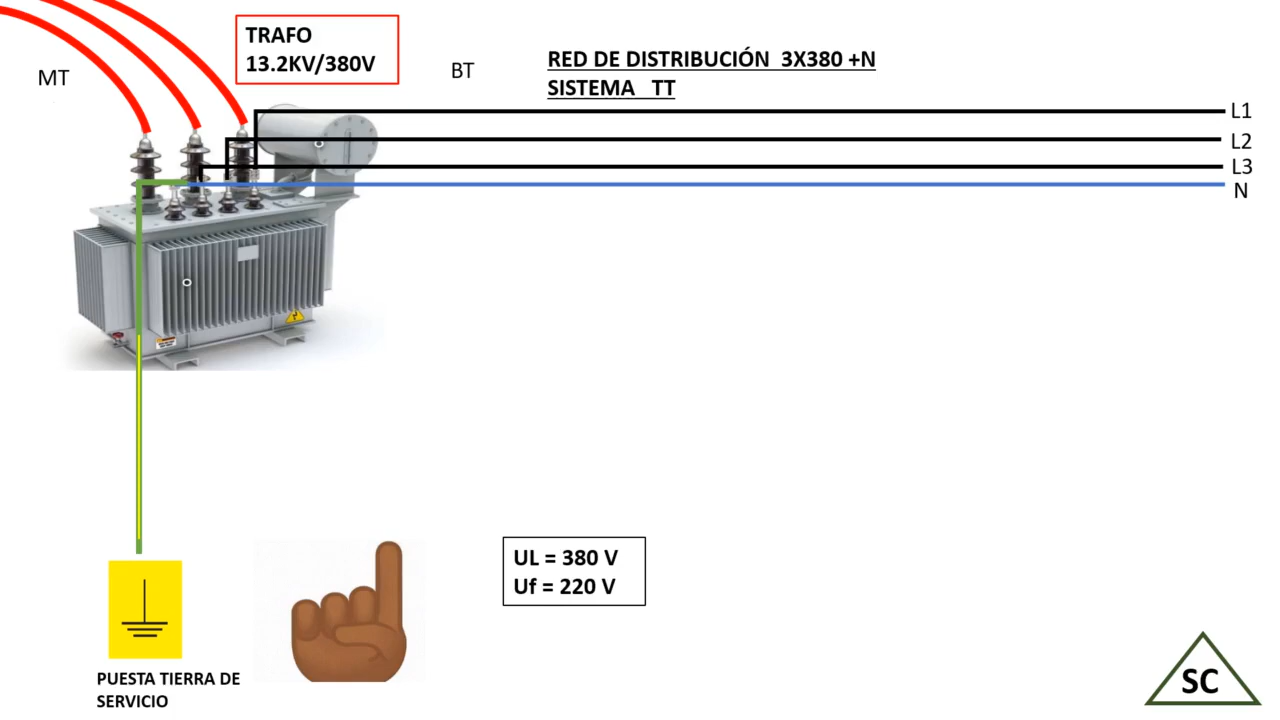 TRAFO
13.2KV/380V
MT
BT
RED DE DISTRIBUCIÓN 3X380 +N
SISTEMA TT
L1
L2
L3
N
UL = 380 V
Uf = 220 V
PUESTA TIERRA DE
SERVICIO
SC